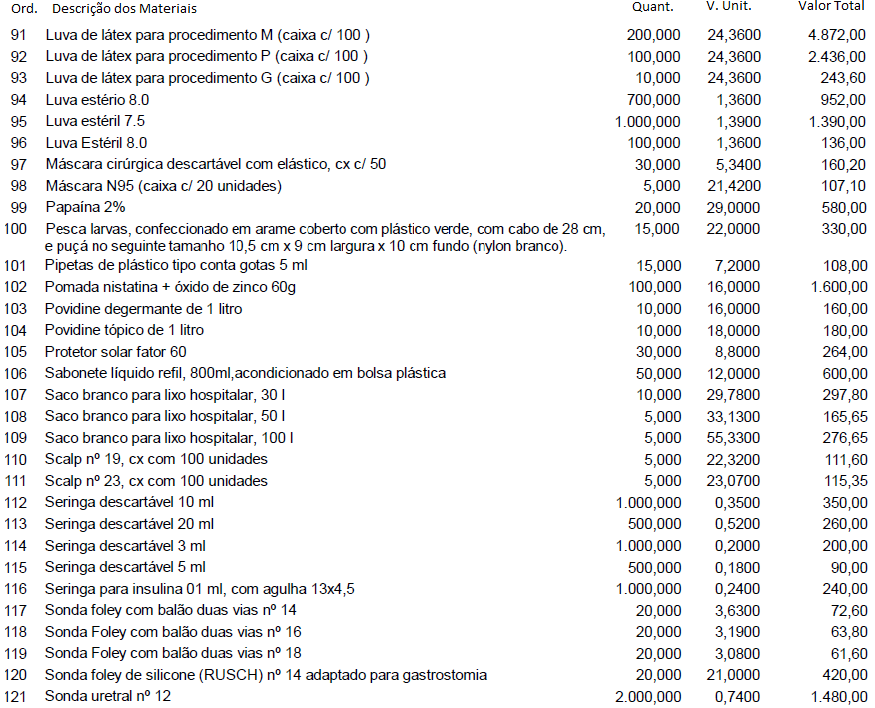 Ord. Descrição dos Materiais Quant. V. Unit. Valor Total
91 Luva de látex para procedimento M (caixa c/ 100 ) 200,000 24,3600 4.872,00
92 Luva de látex para procedimento P (caixa c/ 100 ) 100,000 24,3600 2.436,00
93 Luva de látex para procedimento G (caixa c/ 100 ) 10,000 24,3600 243,60
94 Luva estério 8.0 700,000 1,3600 952,00
95 Luva estéril 7.5 1.000,000 1,3900 1.390,00
96 Luva Estéril 8.0 100,000 1,3600 136,00
97 Máscara cirúrgica descartável com elástico, cx c/ 50 30,000 5,3400 160,20
98 Máscara N95 (caixa c/ 20 unidades) 5,000 21,4200 107,10
99 Papaína 2% 20,000 29,0000 580,00
100 Pesca larvas, confeccionado em arame coberto com plástico verde, com cabo de 28 cm, 15,000 22,0000 330,00
e puçá no seguinte tamanho 10,5 cm x 9 cm largura x 10 cm fundo (nylon branco).
101 Pipetas de plástico tipo conta gotas 5 ml 15,000 7,2000 108,00
102 Pomada nistatina + óxido de zinco 60g 100,000 16,0000 1.600,00
103 Povidine degermante de 1 litro 10,000 16,0000 160,00
104 Povidine tópico de 1 litro 10,000 18,0000 180,00
105 Protetor solar fator 60 30,000 8,8000 264,00
106 Sabonete líquido refil, 800ml,acondicionado em bolsa plástica 50,000 12,0000 600,00
107 Saco branco para lixo hospitalar, 30 l 10,000 29,7800 297,80
108 Saco branco para lixo hospitalar, 50 l 5,000 33,1300 165,65
109 Saco branco para lixo hospitalar, 100 l 5,000 55,3300 276,65
110 Scalp nº 19, cx com 100 unidades 5,000 22,3200 111,60
111 Scalp nº 23, cx com 100 unidades 5,000 23,0700 115,35
112 Seringa descartável 10 ml 1.000,000 0,3500 350,00
113 Seringa descartável 20 ml 500,000 0,5200 260,00
114 Seringa descartável 3 ml 1.000,000 0,2000 200,00
115 Seringa descartável 5 ml 500,000 0,1800 90,00
116 Seringa para insulina 01 ml, com agulha 13x4,5 1.000,000 0,2400 240,00
117 Sonda foley com balão duas vias nº 14 20,000 3,6300 72,60
118 Sonda Foley com balão duas vias nº 16 20,000 3,1900 63,80
119 Sonda Foley com balão duas vias nº 18 20,000 3,0800 61,60
120 Sonda foley de silicone (RUSCH) nº 14 adaptado para gastrostomia 20,000 21,0000 420,00
121 Sonda uretral nº 12 2.000,000 0,7400 1.480,00